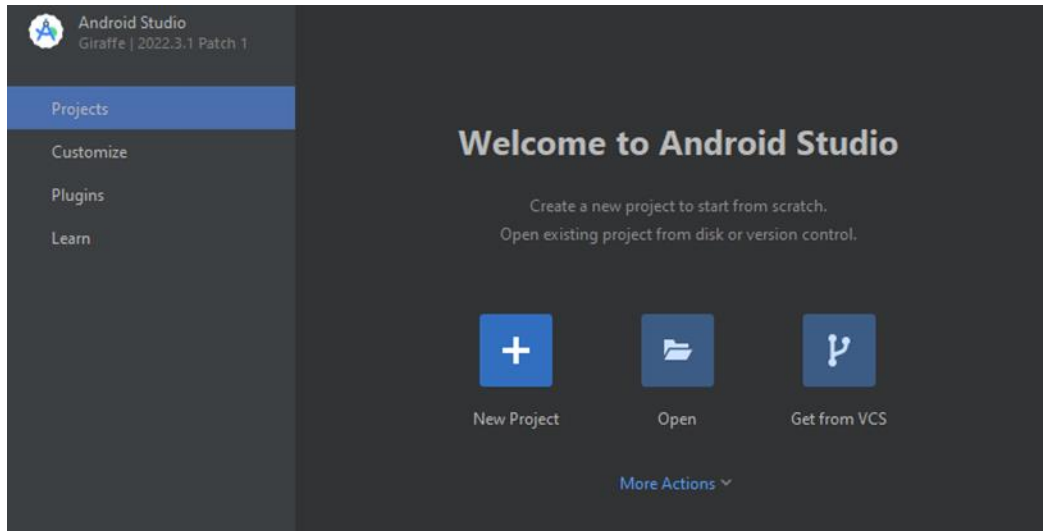 Android Studio
Giraffe | 2022.3.1 Patch 1
Projects
Customize
Plugins
Learn
Welcome to Android Studio
Create a new project to start from scratch.
Open existing project from disk or version control.
New Project
Open
Get from VCS
More Actions